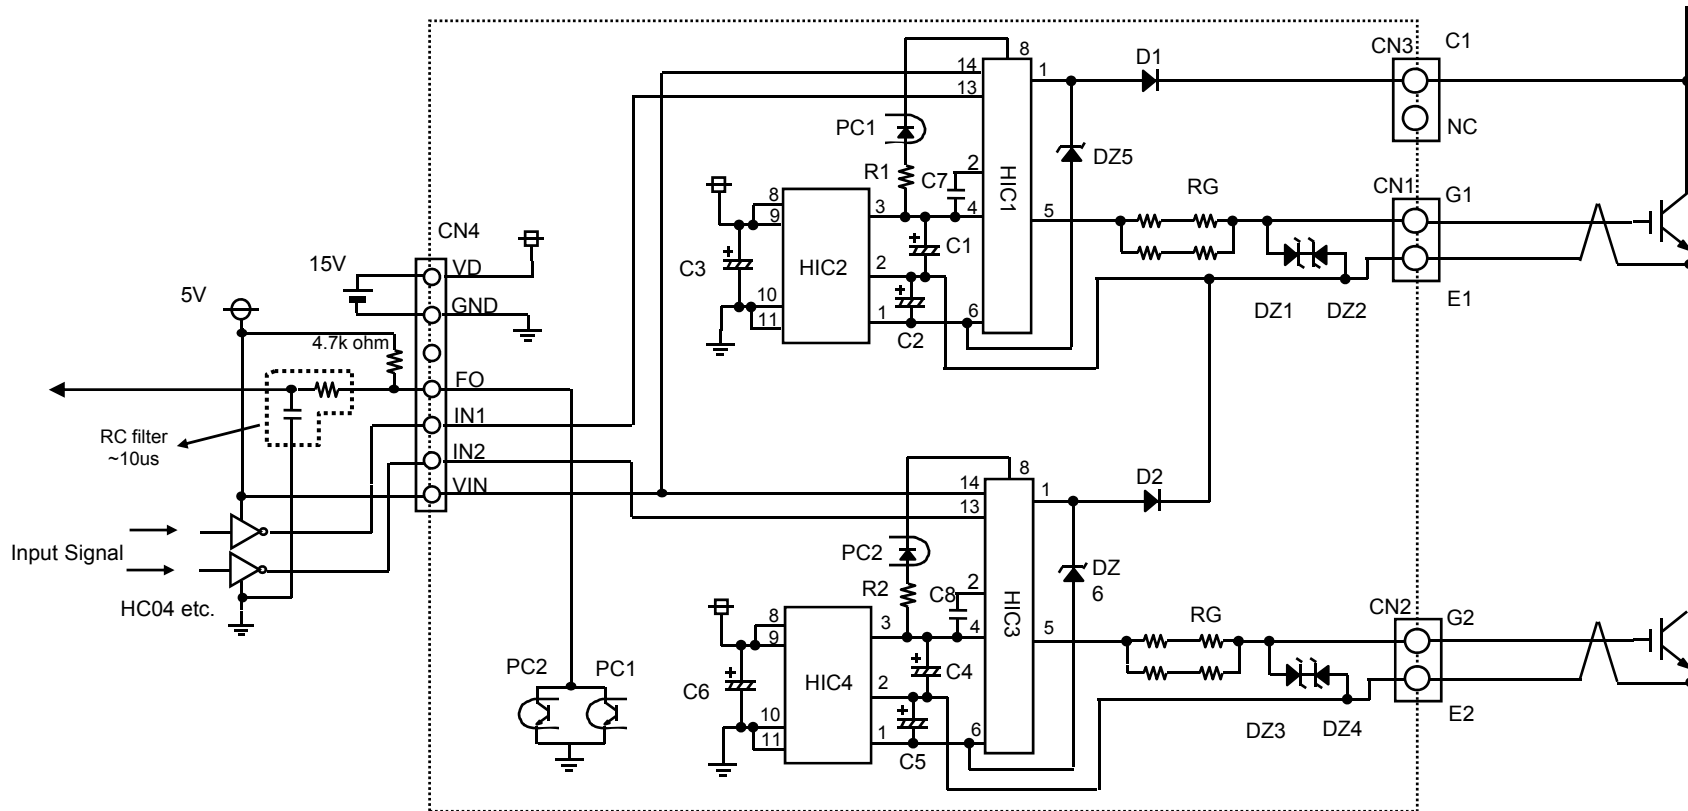 8
D1
CN3
C1
14
1
13
PC1
NC
2
DZ5
R1
C7
HIC1
RG
CN1
G1
8
9
3
4
5
CN4
C1
15V
VD
C3
HIC2
2
E1
5V
GND
10
11
1
6
DZ1
DZ2
C2
4.7k ohm
FO
RC filter
~10us
IN1
IN2
VIN
8
D2
14
1
13
Input Signal
PC2
DZ
6
2
R2
C8
HIC3
RG
CN2
G2
HC04 etc.
8
9
3
4
5
PC2
PC1
C4
C6
HIC4
2
E2
10
11
1
6
DZ3
DZ4
C5